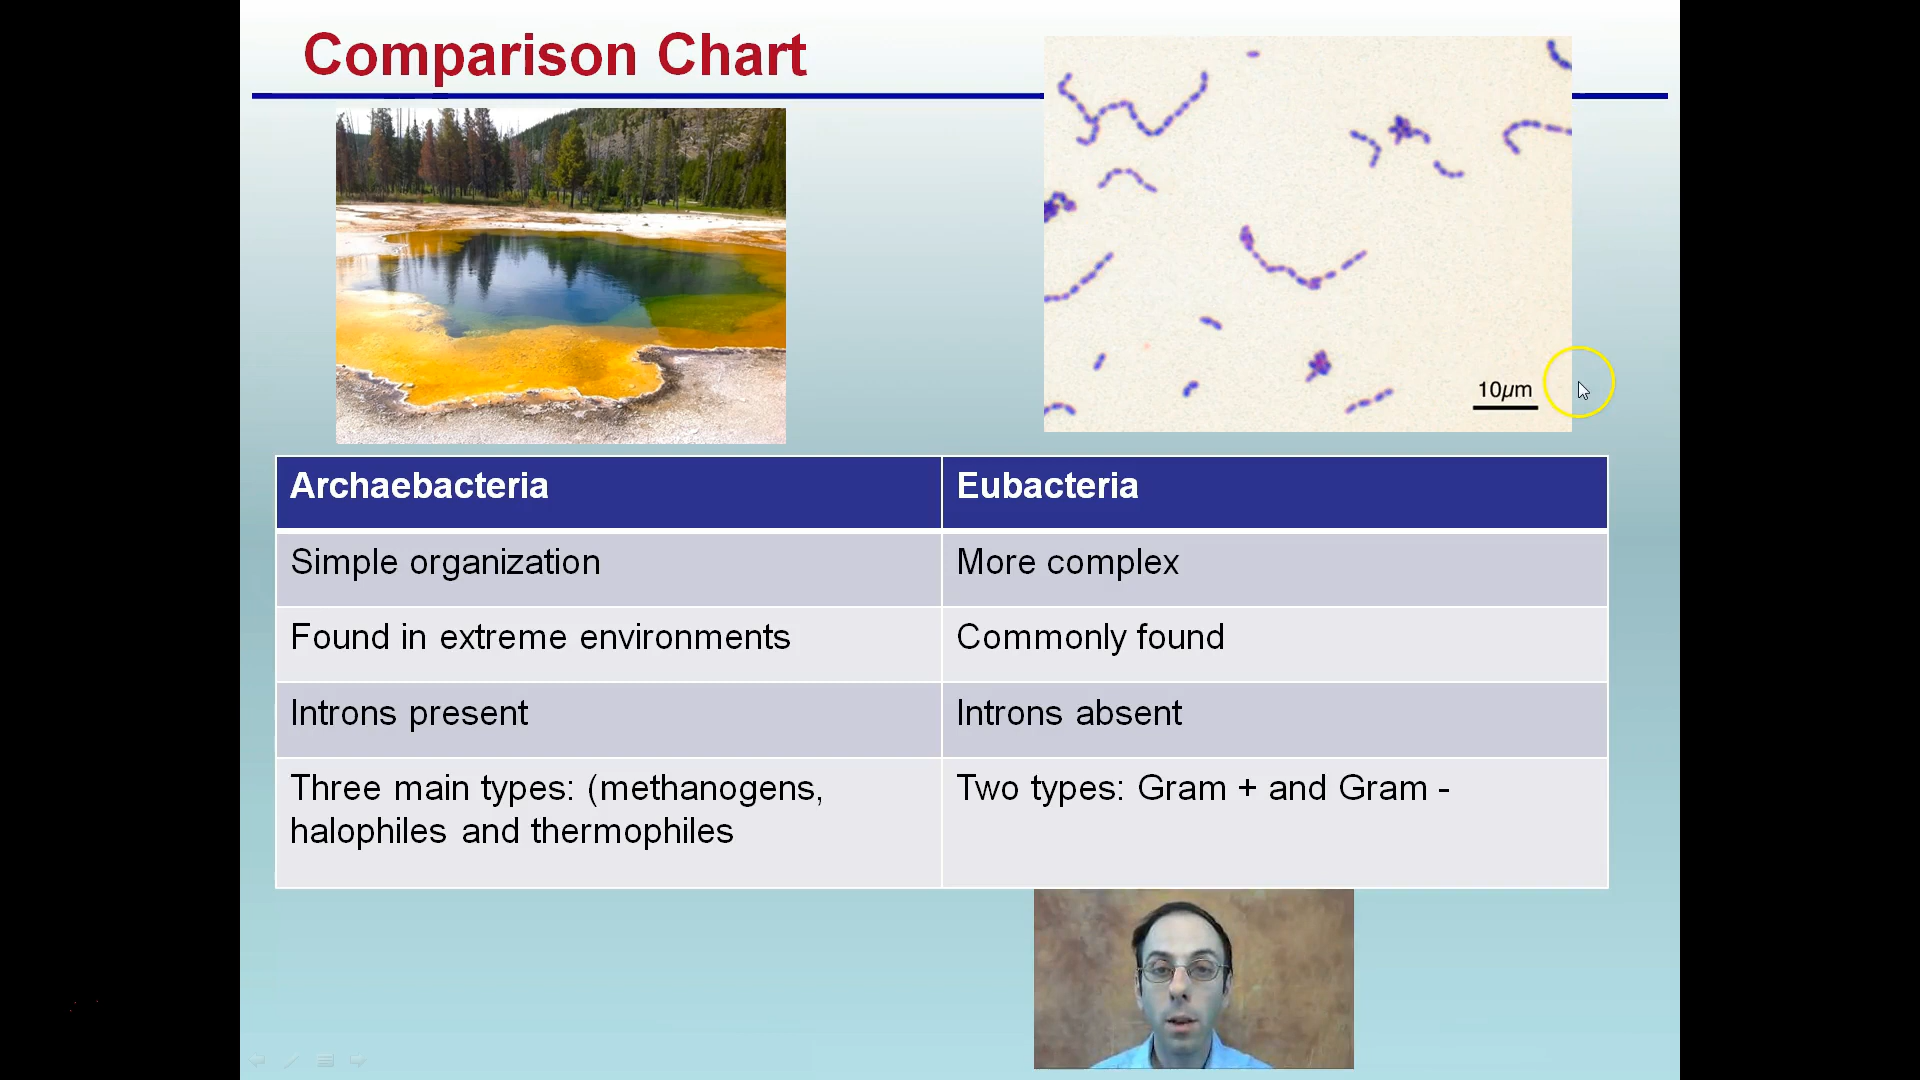 Comparison Chart
10µm
Archaebacteria
Eubacteria
Simple organization
More complex
Found in extreme environments
Commonly found
Introns present
Introns absent
Three main types: (methanogens,
halophiles and thermophiles
Two types: Gram + and Gram -